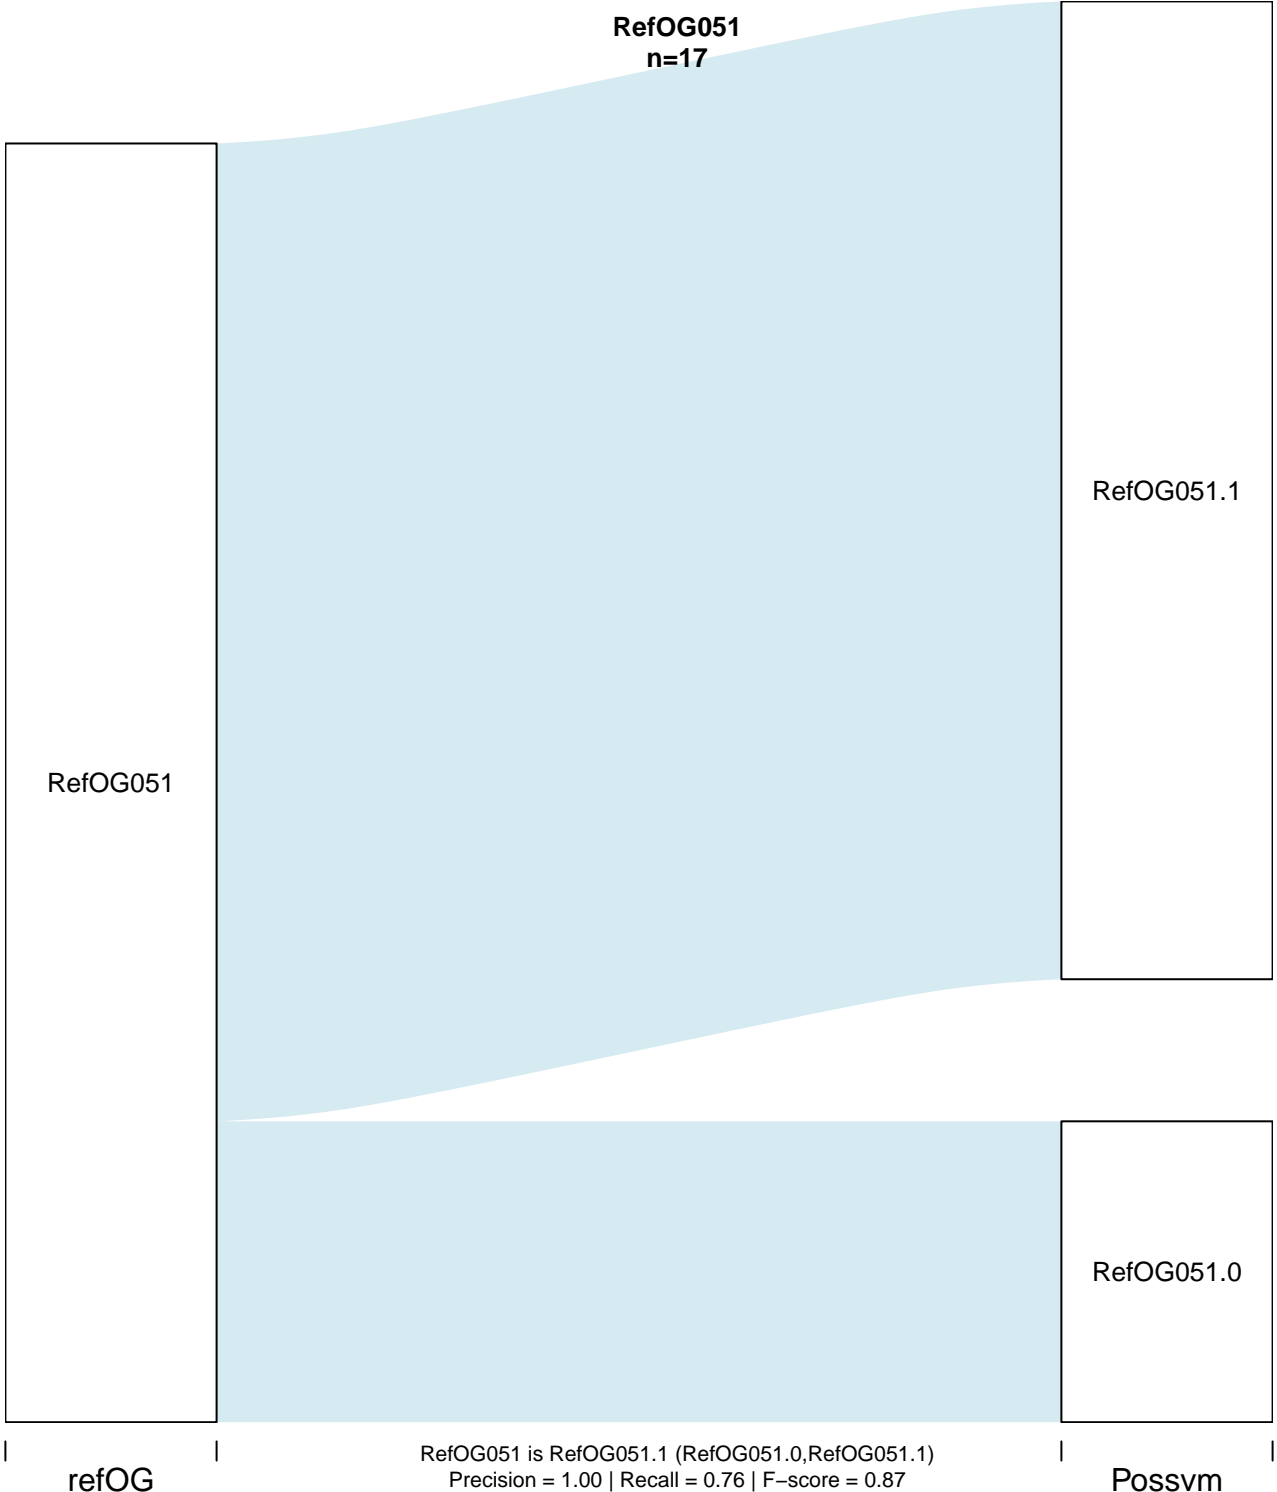 RefOG051
n=17
RefOG051.1
RefOG051
RefOG051.0
RefOG051 is RefOG051.1 (RefOG051.0,RefOG051.1)
Precision = 1.00 | Recall = 0.76 | F−score = 0.87
refOG
Possvm